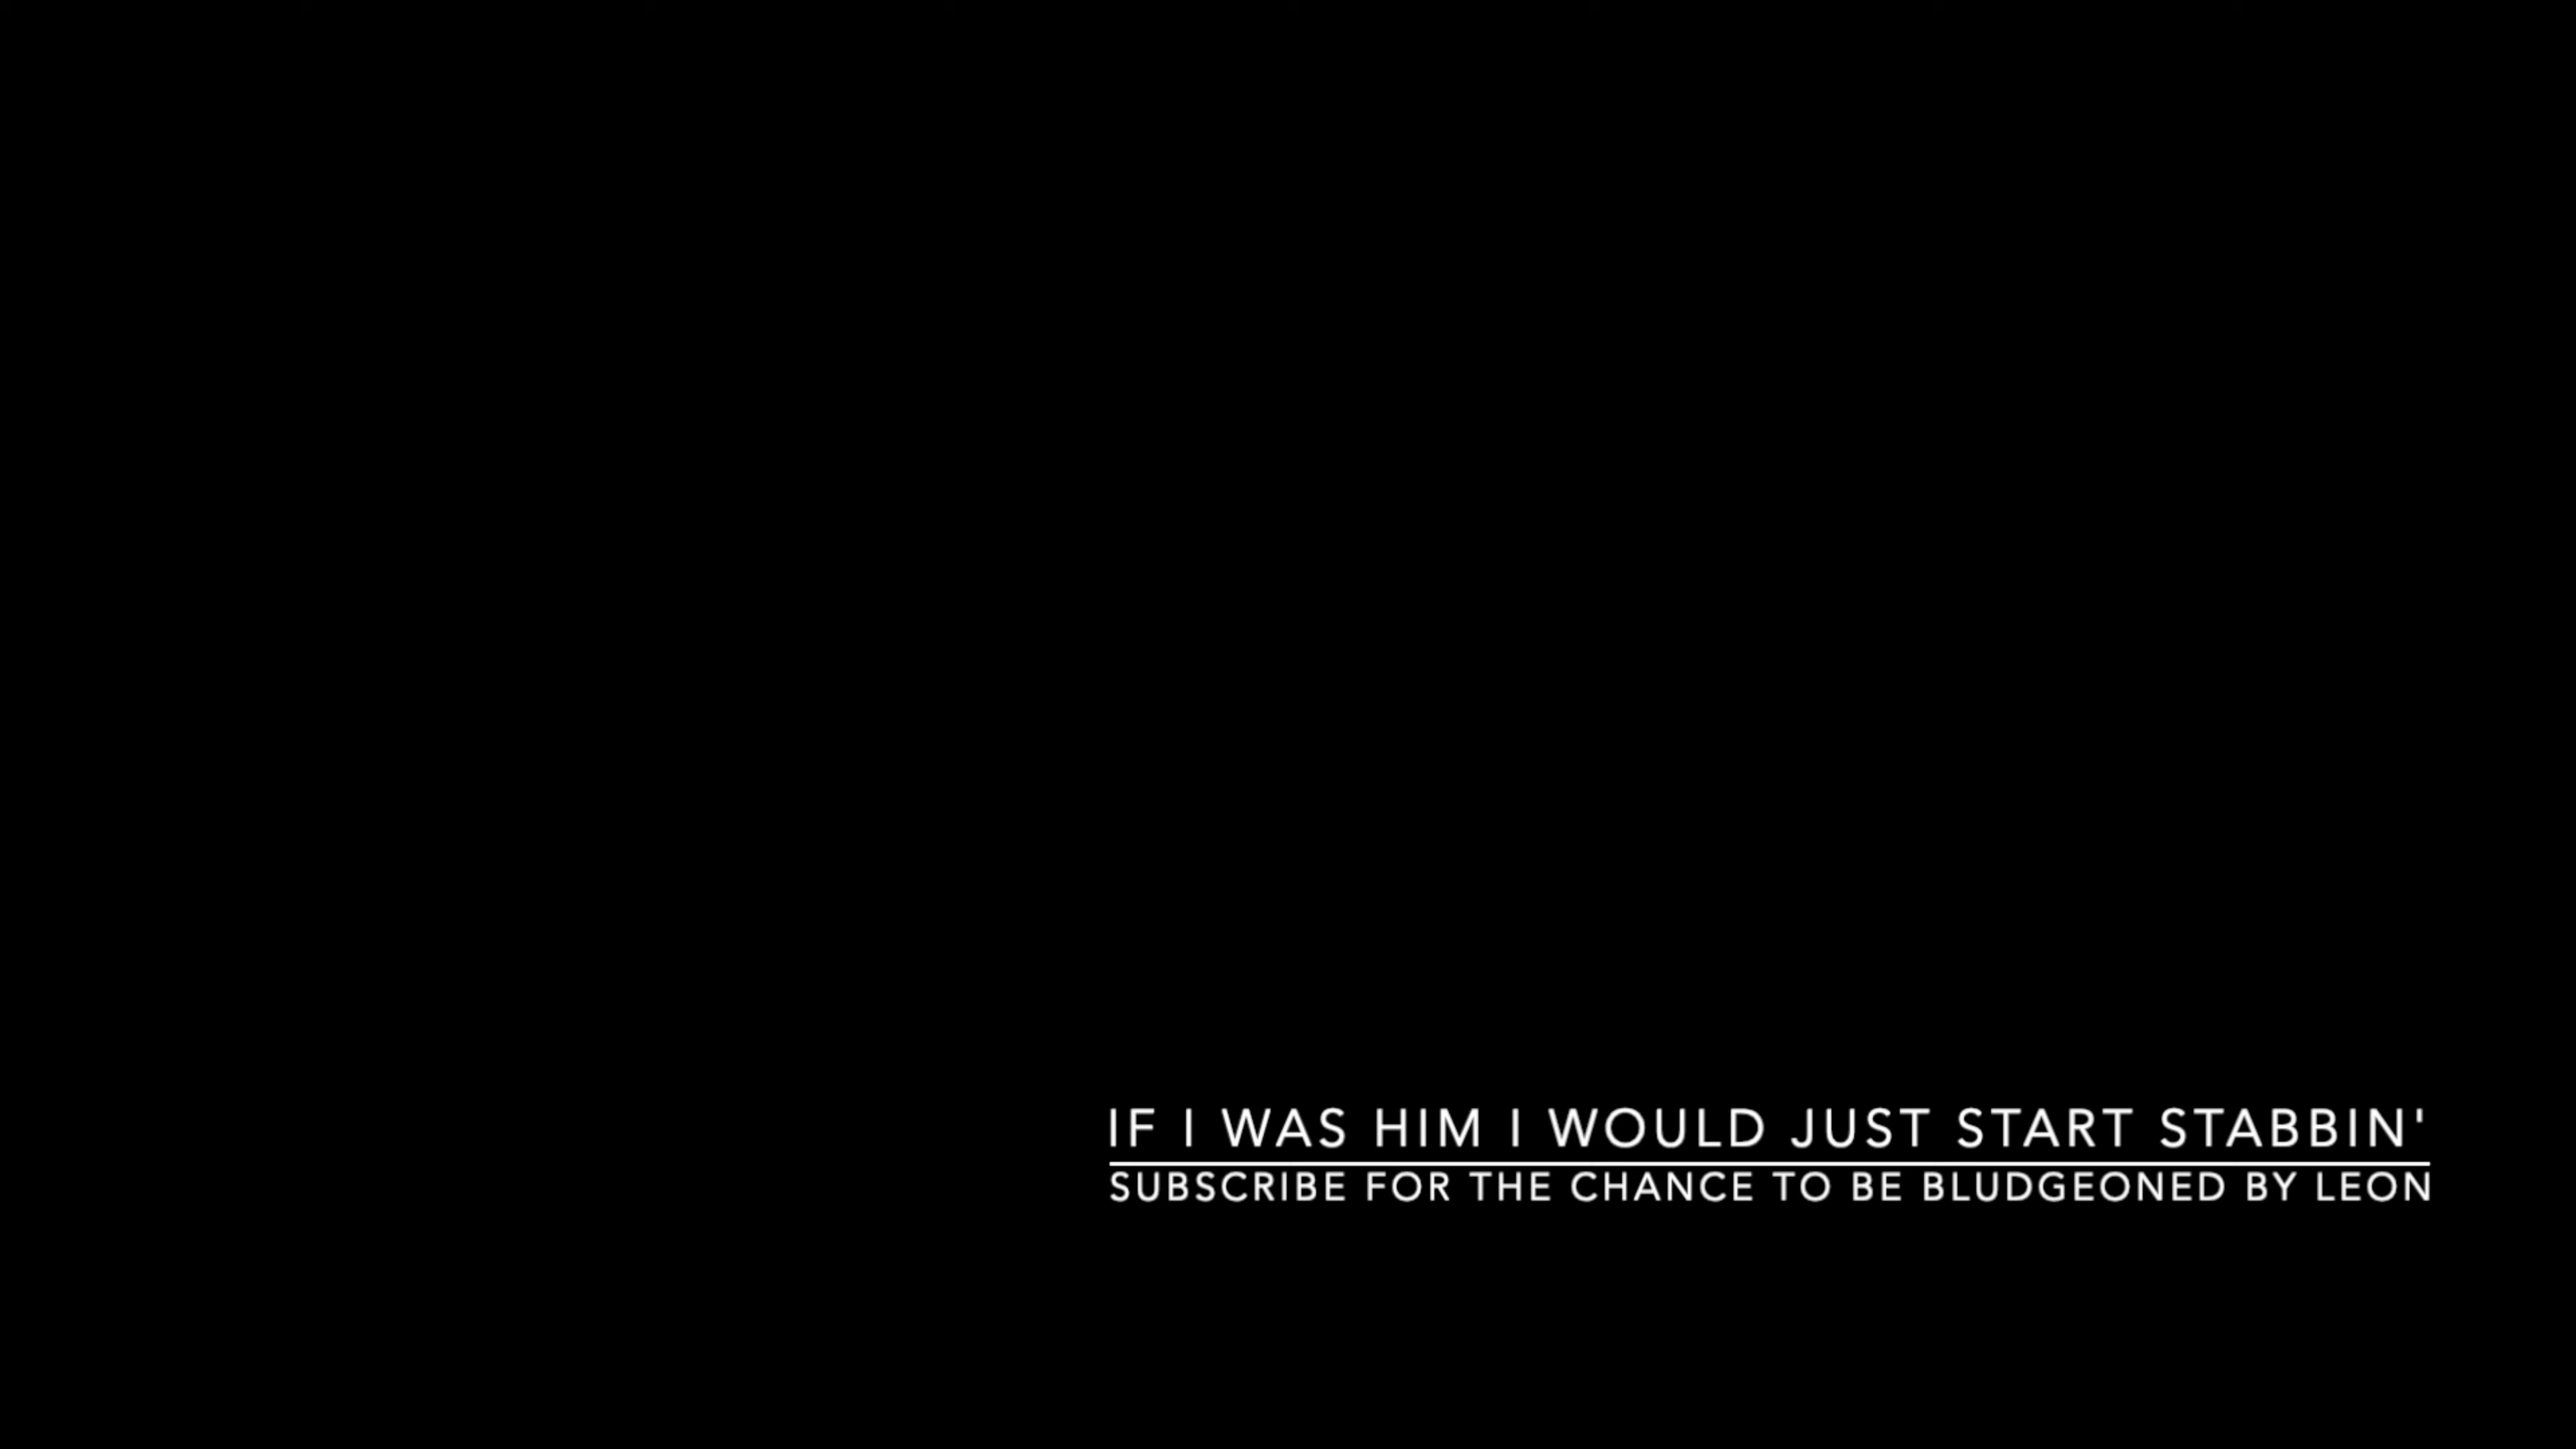 IF I WAS HIM I WOULD JUST START STABBIN'
SUBSCRIBE FOR THE CHANCE TO BE BLUDGEONED BY LEON